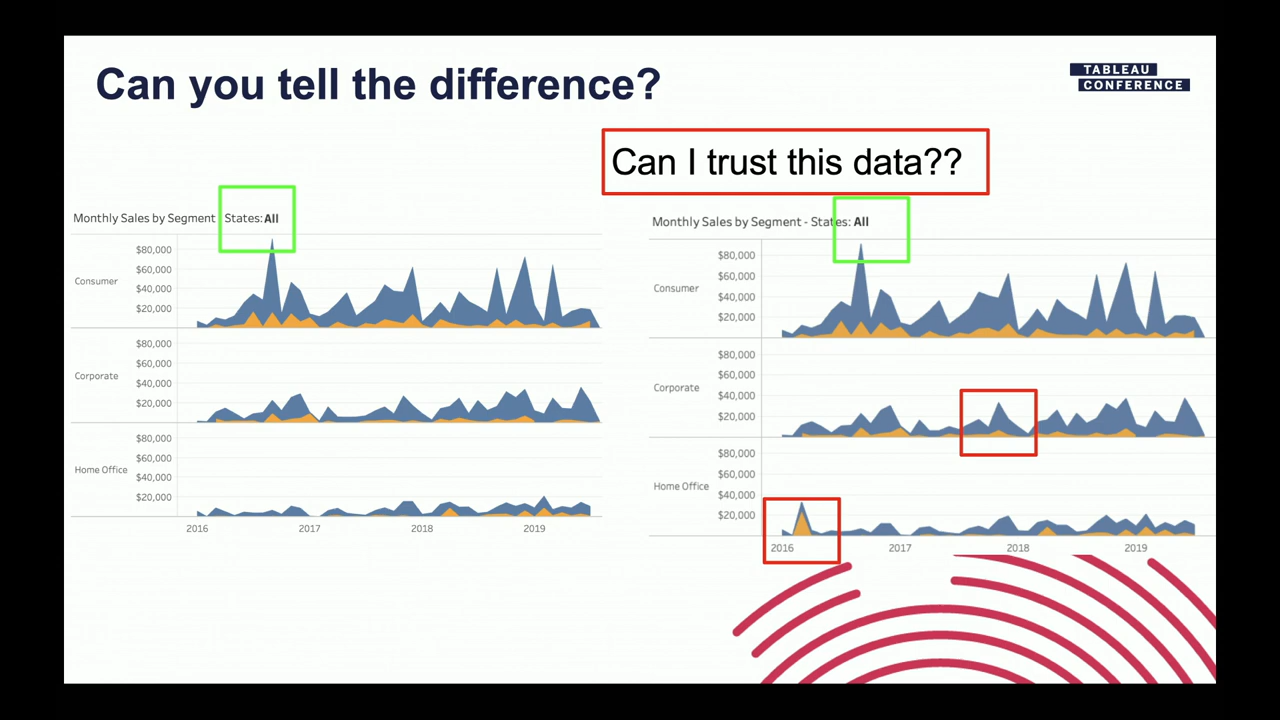 Can you tell the difference?
TABLEAU
CONFERENCE
Can I trust this data??
Monthly Sales by Segment States: All
Consumer
$80,000
$60,000
$40,000
$20,000
Corporate
$80,000
$60,000
$40,000
$20,000
Home Office
$80,000
$60,000
$40,000
$20,000
2016 2017 2018 2019
Monthly Sales by Segment - States: All
Consumer
$80,000
$60,000
$40,000
$20,000
Corporate
$80,000
$60,000
$40,000
$20,000
Home Office
$80,000
$60,000
$40,000
$20,000
2016 2017 2018 2019